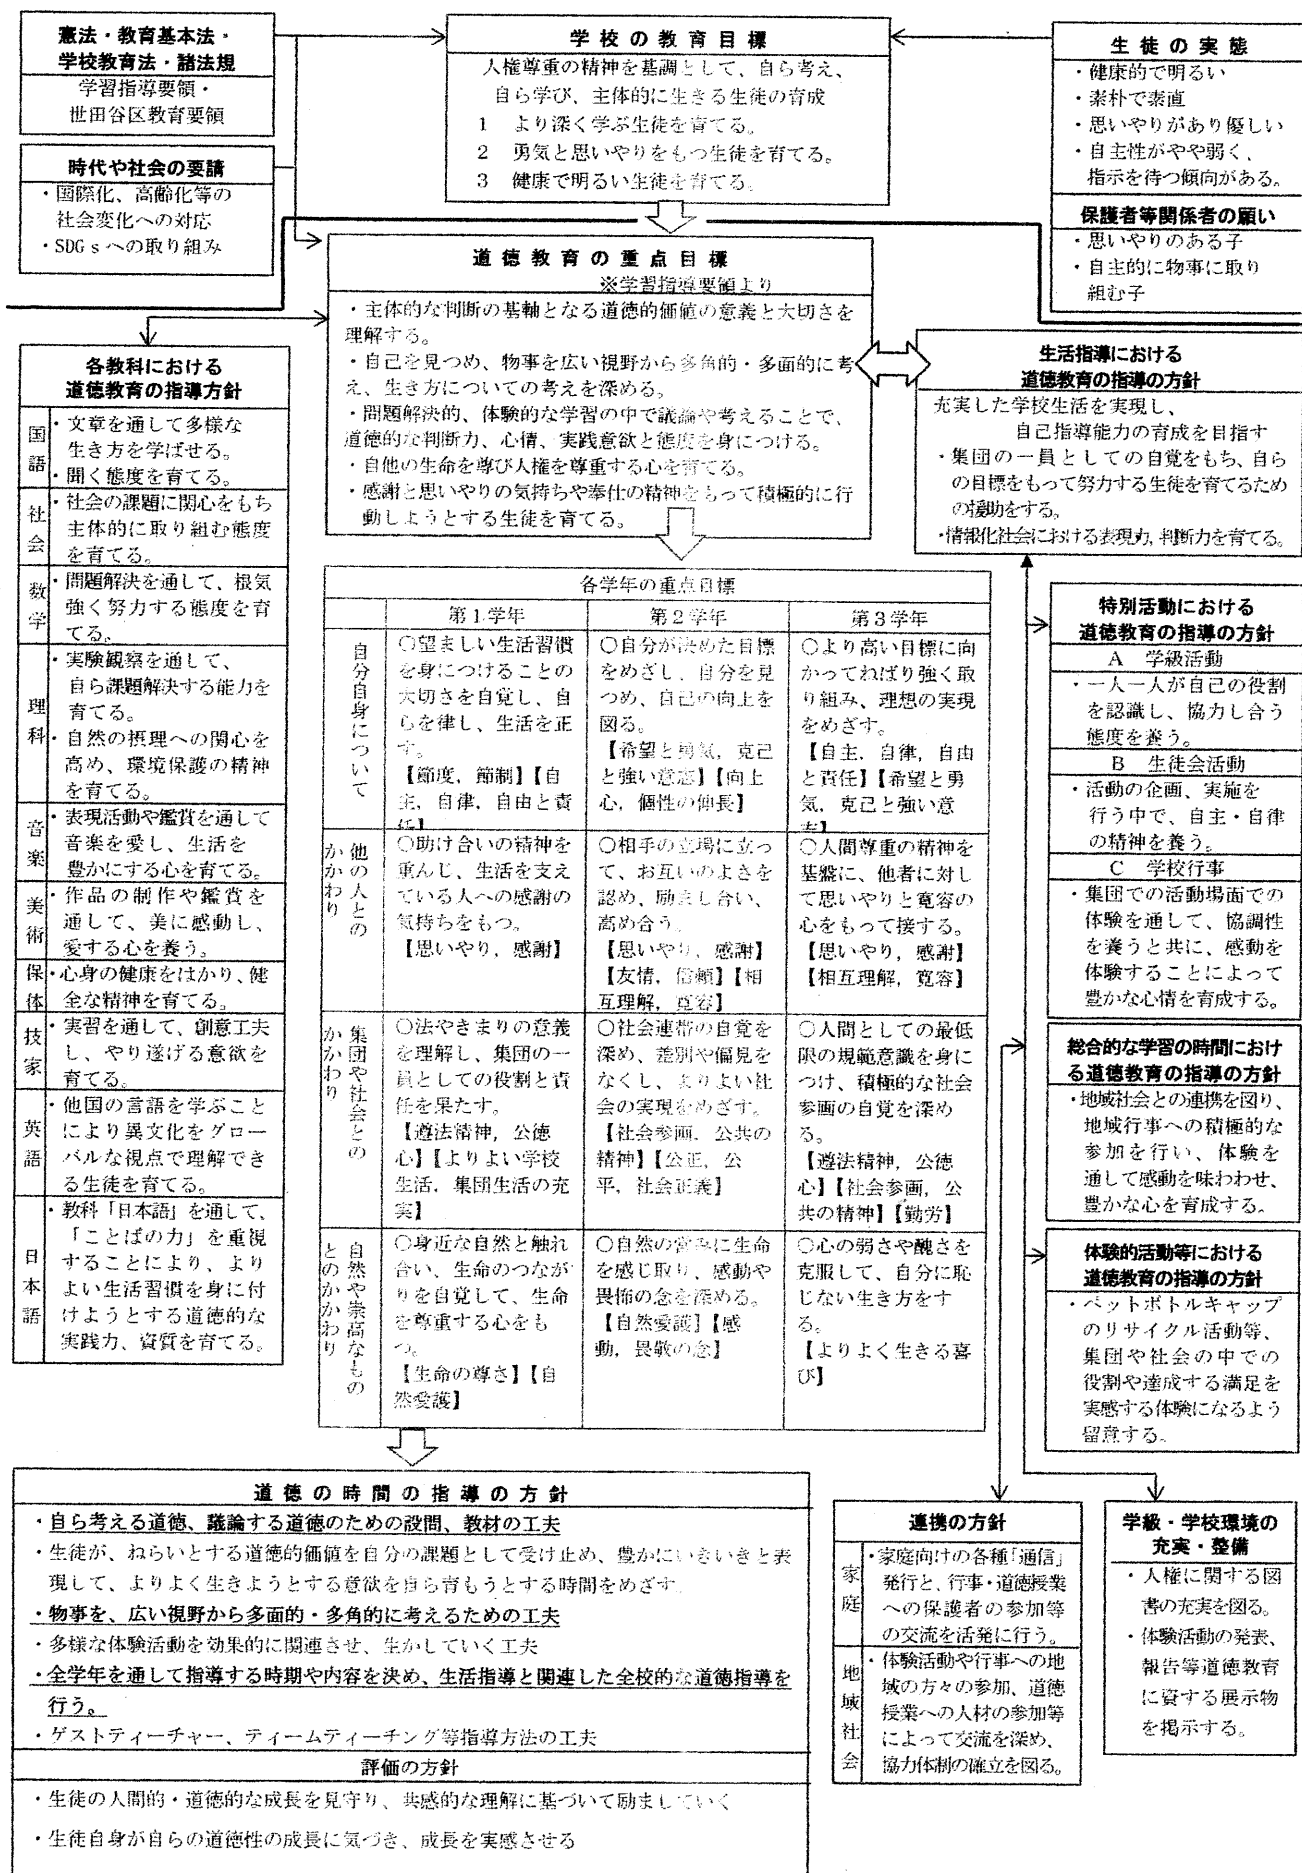 憲法・教育基本法・
学校教育法・諸法規
学習指導要領・
世田谷区教育要領
時代や社会の要請
・国際化、高齢化等の
社会変化への対応
・SDGｓへの取り組み
学校の教育目標
人権尊重の精神を基調として、自ら考え、
自ら学び、主体的に生きる生徒の育成
1 より深く学ぶ生徒を育てる。
2 勇気と思いやりをもつ生徒を育てる。
3 健康で明るい生徒を育てる。
生徒の実態
・健康的で明るい
・素朴で素直
・思いやりがあり優しい
・自主性がやや弱く、
指示を待つ傾向がある。
保護者等関係者の願い
・思いやりのある子
・自主的に物事に取り
組む子
道徳教育の重点目標
※学習指導要領より
・主体的な判断の基軸となる道徳的価値の意義と大切さを
理解する。
・自己を見つめ、物事を広い視野から多角的・多面的に考
え、生き方についての考えを深める。
・問題解決的、体験的な学習の中で議論や考えることで、
道徳的な判断力、心情、実践意欲と態度を身につける。
・自他の生命を尊び人権を尊重する心を育てる。
・感謝と思いやりの気持ちや奉仕の精神をもって積極的に行
動しようとする生徒を育てる。
各教科における
道徳教育の指導方針
国語
・文章を通して多様な
生き方を学ばせる。
・聞く態度を育てる。
社会
・社会の課題に関心をもち
主体的に取り組む態度
を育てる。
数学
・問題解決を通して、根気
強く努力する態度を育
てる。
理科
・実験観察を通して、
自ら課題解決する能力を
育てる。
・自然の摂理への関心を
高め、環境保護の精神
を育てる。
音楽
・表現活動や鑑賞を通して
音楽を愛し、生活を
豊かにする心を育てる。
美術
・作品の制作や鑑賞を
通して、美に感動し、
愛する心を養う。
保体
・心身の健康をはかり、健
全な精神を育てる。
技家
・実習を通して、創意工夫
し、やり遂げる意欲を
育てる。
英語
・他国の言語を学ぶこと
により異文化をグロー
バルな視点で理解でき
る生徒を育てる。
日本語
・教科「日本語」を通して、
「ことばの力」を重視
することにより、より
よい生活習慣を身に付
けようとする道徳的な
実践力、資質を育てる。
生活指導における
道徳教育の指導の方針
充実した学校生活を実現し、
自己指導能力の育成を目指す
・集団の一員としての自覚をもち、自ら
の目標をもって努力する生徒を育てるため
の援助をする。
・情報化社会における表現力，判断力を育てる。
各学年の重点目標
第1学年
第2学年
第3学年
自分自身について
○望ましい生活習慣
を身につけることの
大切さを自覚し、自
らを律し、生活を正
す。
【節度，節制】【自
主，自律，自由と責
任】
○自分が決めた目標
をめざし、自分を見
つめ、自己の向上を
図る。
【希望と勇気，克己
と強い意志】【向上
心，個性の伸長】
○より高い目標に向
かってねばり強く取
り組み、理想の実現
をめざす。
【自主，自律，自由
と責任】【希望と勇
気，克己と強い意
志】
他の人との
かかわり
○助け合いの精神を
重んじ、生活を支え
ている人への感謝の
気持ちをもつ。
【思いやり，感謝】
○相手の立場に立っ
て、お互いのよさを
認め、励まし合い、
高め合う。
【思いやり，感謝】
【友情，信頼】【相
互理解，寛容】
○人間尊重の精神を
基盤に、他者に対し
て思いやりと寛容の
心をもって接する。
【思いやり，感謝】
【相互理解，寛容】
集団や社会との
かかわり
○法やきまりの意義
を理解し、集団の一
員としての役割と責
任を果たす。
【遵法精神，公徳
心】【よりよい学校
生活，集団生活の充
実】
○社会連帯の自覚を
深め、差別や偏見を
なくし、よりよい社
会の実現をめざす。
【社会参画，公共の
精神】【公正，公
平，社会正義】
○人間としての最低
限の規範意識を身に
つけ、積極的な社会
参画の自覚を深め
る。
【遵法精神，公徳
心】【社会参画，公
共の精神】【勤労】
自然や崇高なもの
とのかかわり
○身近な自然と触れ
合い、生命のつなが
りを自覚して、生命
を尊重する心をも
つ。
【生命の尊さ】【自
然愛護】
○自然の営みに生命
を感じ取り、感動や
畏怖の念を深める。
【自然愛護】【感
動，畏敬の念】
○心の弱さや醜さを
克服して、自分に恥
じない生き方をす
る。
【よりよく生きる喜
び】
特別活動における
道徳教育の指導の方針
A 学級活動
・一人一人が自己の役割
を認識し、協力し合う
態度を養う。
B 生徒会活動
・活動の企画、実施を
行う中で、自主・自律
の精神を養う。
C 学校行事
・集団での活動場面での
体験を通して、協調性
を養うと共に、感動を
体験することによって
豊かな心情を育成する。
総合的な学習の時間におけ
る道徳教育の指導の方針
・地域社会との連携を図り、
地域行事への積極的な
参加を行い、体験を
通して感動を味わわせ、
豊かな心を育成する。
体験的活動等における
道徳教育の指導の方針
・ペットボトルキャップ
のリサイクル活動等、
集団や社会の中での
役割や達成する満足を
実感する体験になるよう
留意する。
道徳の時間の指導の方針
・自ら考える道徳、議論する道徳のための設問、教材の工夫
・生徒が、ねらいとする道徳的価値を自分の課題として受け止め、豊かにいきいきと表
現して、よりよく生きようとする意欲を自ら育もうとする時間をめざす。
・物事を、広い視野から多面的・多角的に考えるための工夫
・多様な体験活動を効果的に関連させ、生かしていく工夫
・全学年を通して指導する時期や内容を決め、生活指導と関連した全校的な道徳指導を
行う。
・ゲストティーチャー、ティームティーチング等指導方法の工夫
評価の方針
・生徒の人間的・道徳的な成長を見守り、共感的な理解に基づいて励ましていく
・生徒自身が自らの道徳性の成長に気づき、成長を実感させる
連携の方針
家庭
・家庭向けの各種「通信」
発行と、行事・道徳授業
への保護者の参加等
の交流を活発に行う。
地域社会
・体験活動や行事への地
域の方々の参加、道徳
授業への人材の参加等
によって交流を深め、
協力体制の確立を図る。
学級・学校環境の
充実・整備
・人権に関する図
書の充実を図る。
・体験活動の発表、
報告等道徳教育
に資する展示物
を掲示する。